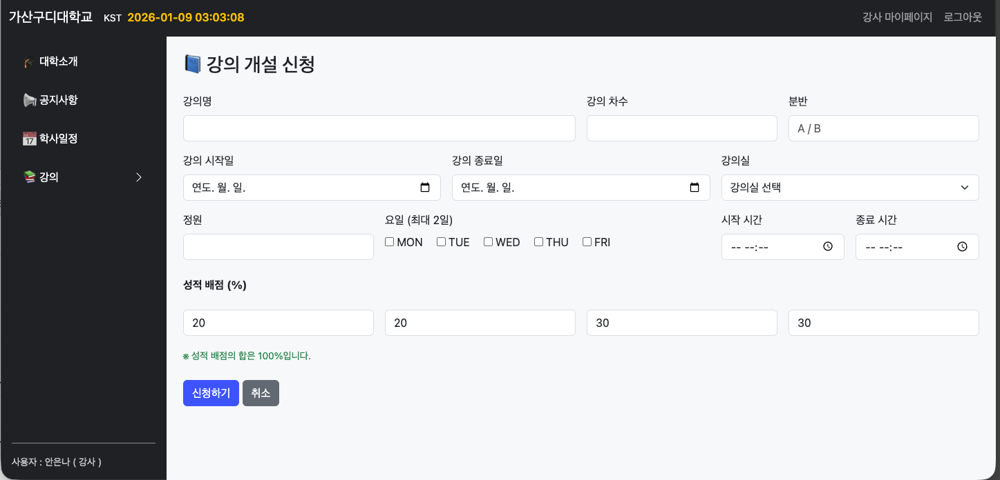 가산구디대학교 KST 2026-01-09 03:03:08 강사 마이페이지 로그아웃
대학소개
공지사항
학사일정
강의
사용자 : 안은나 ( 강사 )
강의 개설 신청
강의명 강의 차수 분반
A / B
강의 시작일 강의 종료일 강의실
연도. 월. 일. 연도. 월. 일. 강의실 선택
정원 요일 (최대 2일) 시작 시간 종료 시간
MON TUE WED THU FRI
-- --:-- -- --:--
성적 배점 (%)
20 20 30 30
※ 성적 배점의 합은 100%입니다.
신청하기 취소